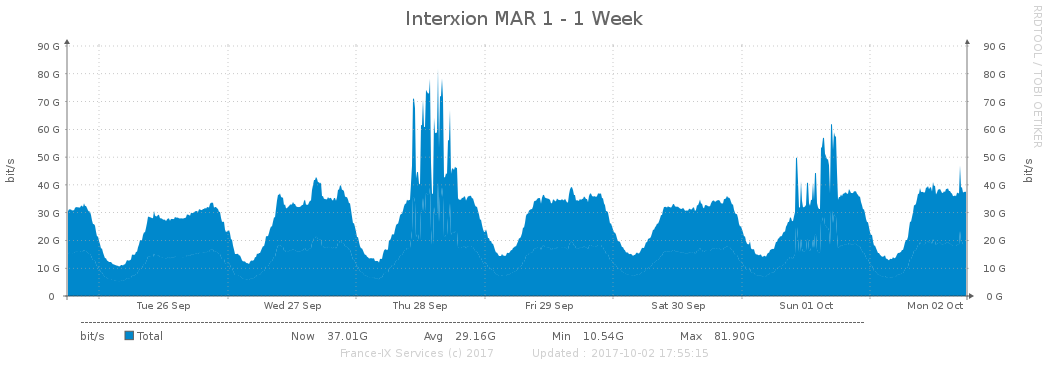 Interxion MAR 1 - 1 Week
RRDTOOL / TOBI OETIKER
90 G 90 G
80 G 80 G
70 G 70 G
60 G 60 G
50 G 50 G
40 G 40 G
30 G 30 G
20 G 20 G
10 G 10 G
0 0 G
bit/s bit/s
Tue 26 Sep Wed 27 Sep Thu 28 Sep Fri 29 Sep Sat 30 Sep Sun 01 Oct Mon 02 Oct
bit/s Total Now 37.01G Avg 29.16G Min 10.54G Max 81.90G
France-IX Services (c) 2017 Updated : 2017-10-02 17:55:15